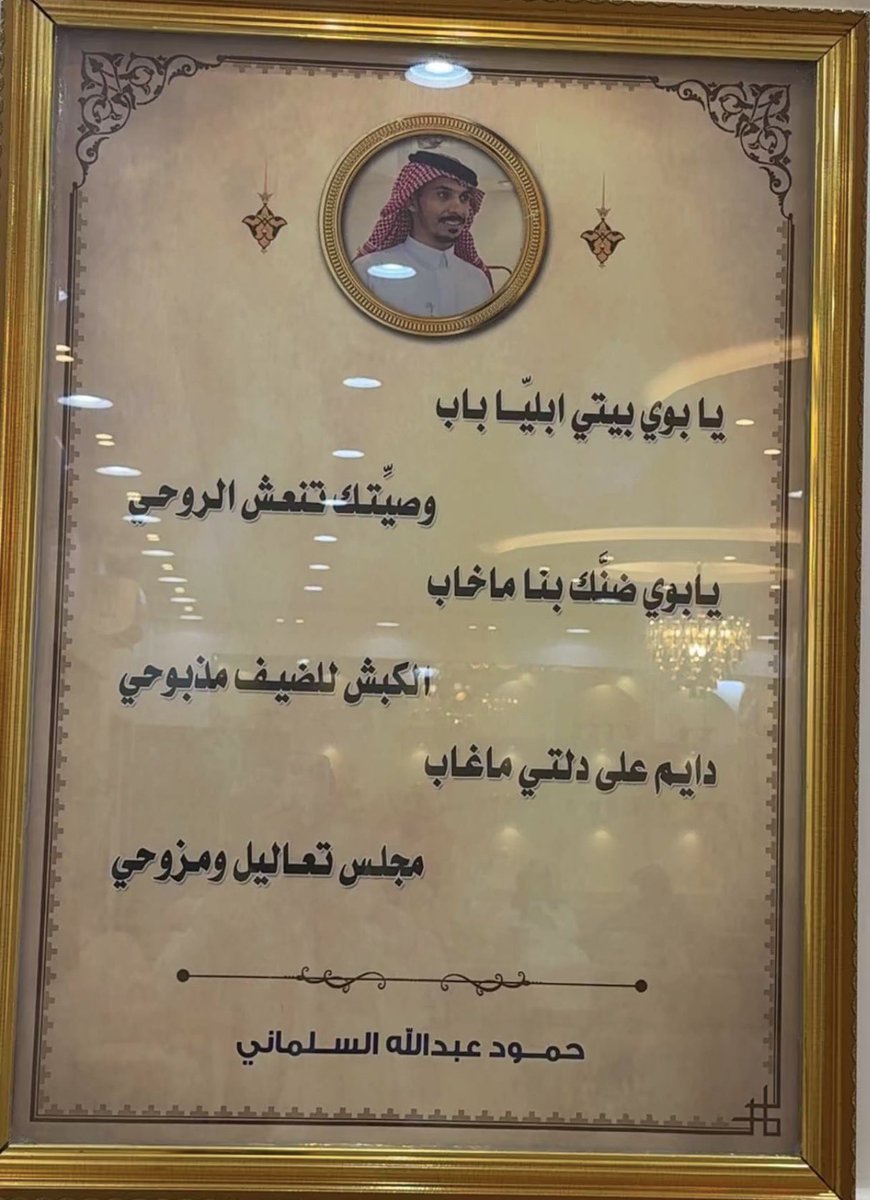 يا بوي بيتي ابليّا باب
وصيِّتك تنعش الروحي
يابوي ضنَّك بنا ماخاب
الكبش للضيف مذبوحي
دايم على دلتي ماغاب
مجلس تعاليل ومزوحي
حمود عبدالله السلماني